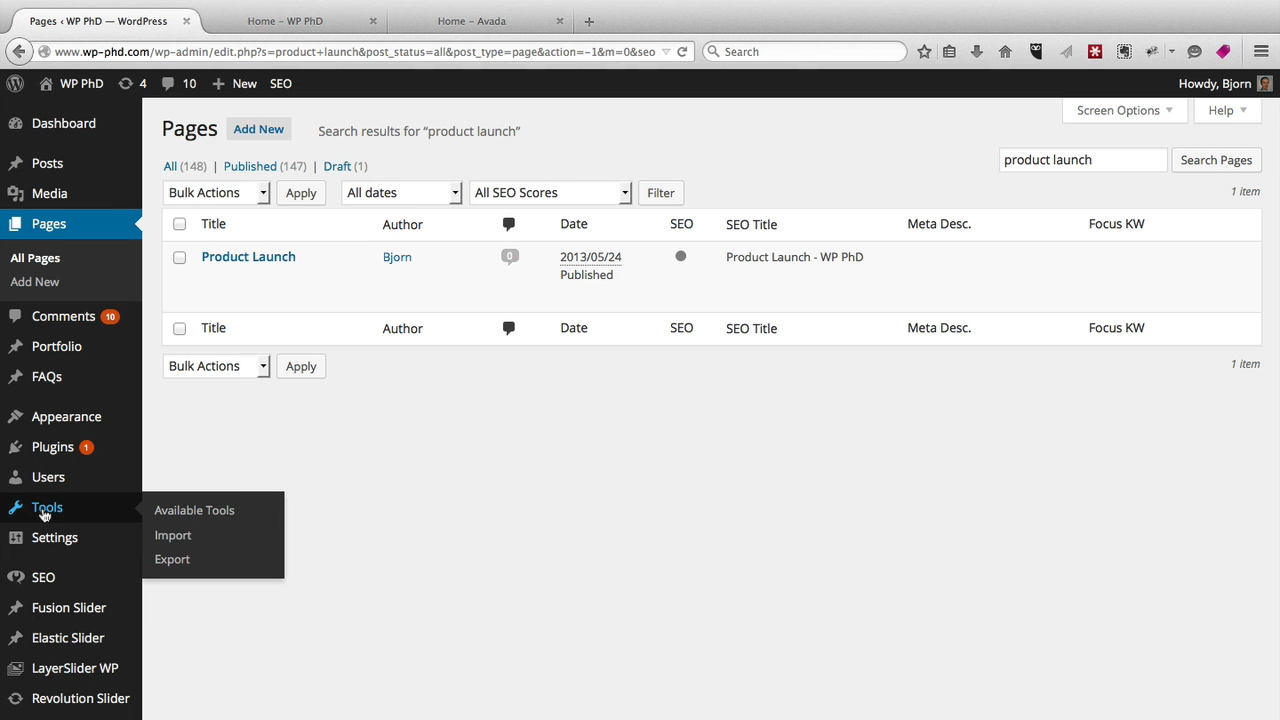 Pages ‹ WP PhD — WordPress
Home – WP PhD
Home – Avada
www.wp-phd.com/wp-admin/edit.php?s=product+launch&post_status=all&post_type=page&action=-1&m=0&seo
Search
WP PhD
4
10
New
SEO
Howdy, Bjorn
Dashboard
Posts
Media
Pages
All Pages
Add New
Comments 10
Portfolio
FAQs
Appearance
Plugins 1
Users
Tools
Settings
SEO
Fusion Slider
Elastic Slider
LayerSlider WP
Revolution Slider
Available Tools
Import
Export
Screen Options
Help
Pages Add New Search results for “product launch”
All (148) | Published (147) | Draft (1)
product launch
Search Pages
Bulk Actions
Apply
All dates
All SEO Scores
Filter
1 item
Title Author Date SEO SEO Title Meta Desc. Focus KW
Product Launch Bjorn 0 2013/05/24 Product Launch - WP PhD
Published
Title Author Date SEO SEO Title Meta Desc. Focus KW
Bulk Actions
Apply
1 item